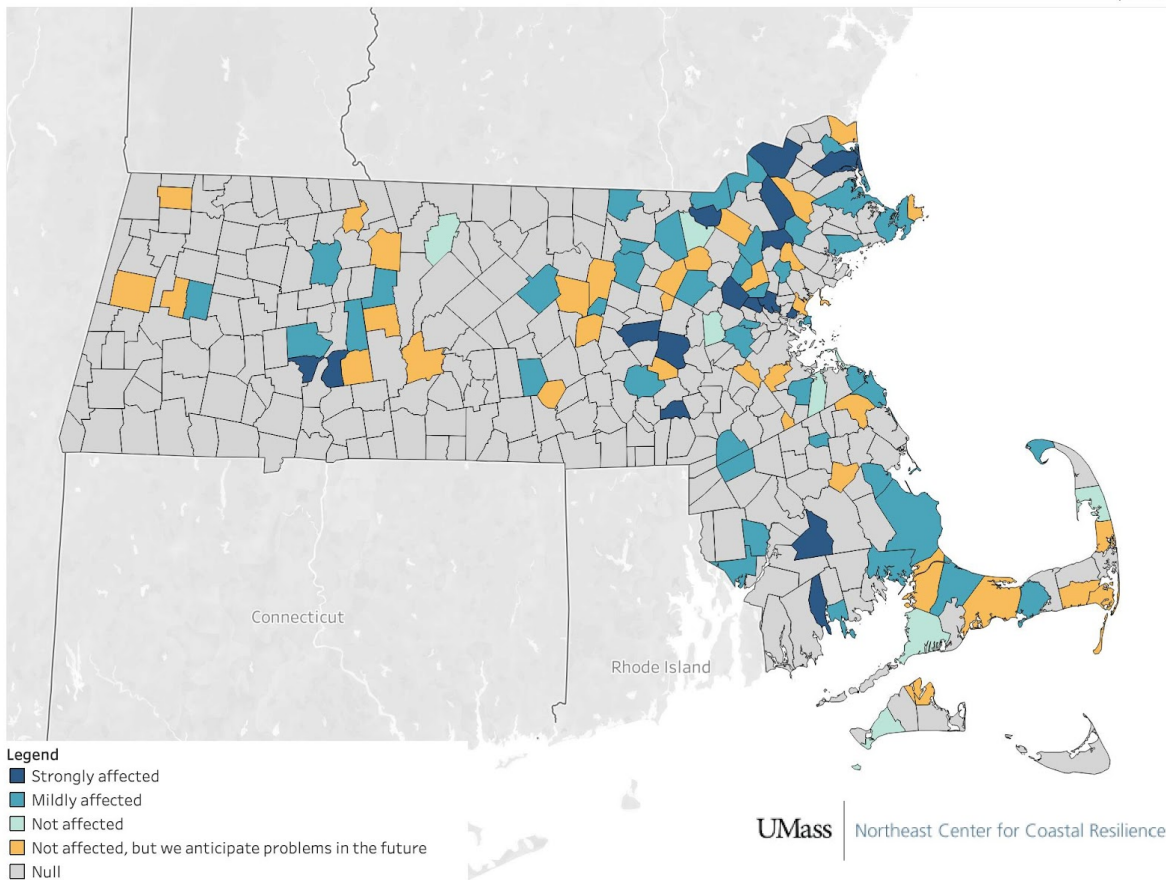 Connecticut
Rhode Island
Legend
Strongly affected
Mildly affected
Not affected
Not affected, but we anticipate problems in the future
Null
UMass Northeast Center for Coastal Resilience